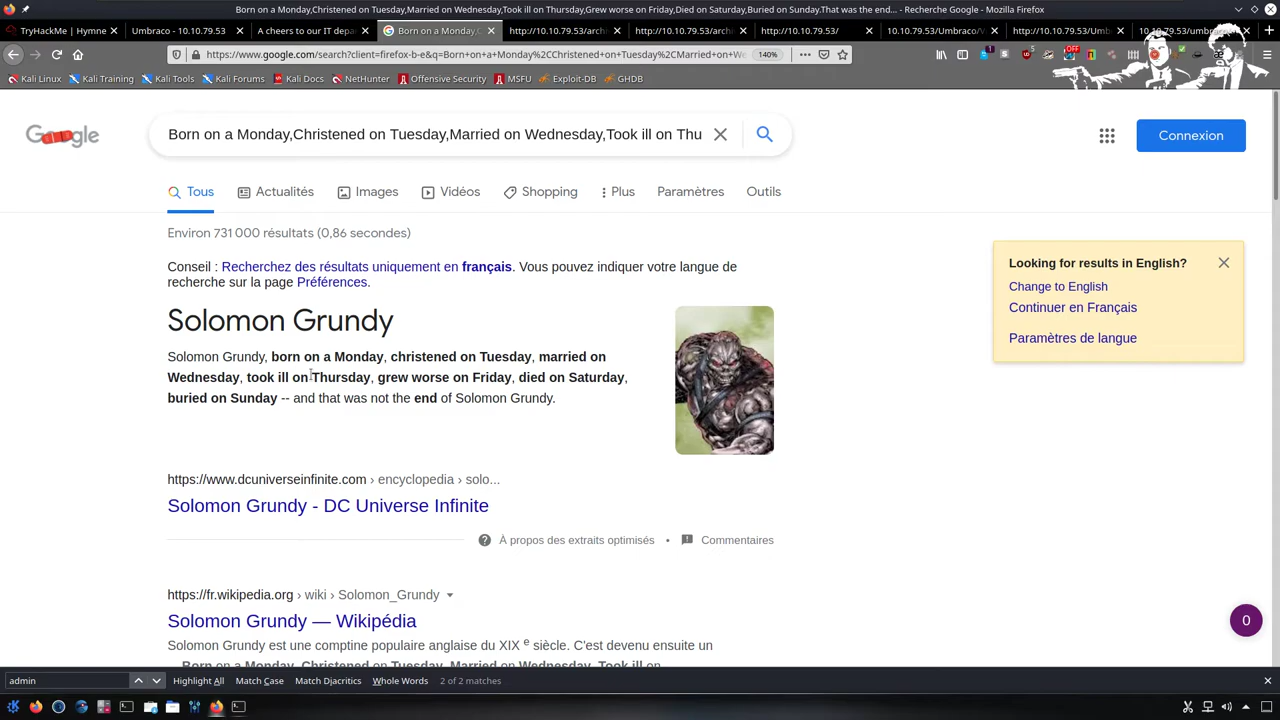 Born on a Monday,Christened on Tuesday,Married on Wednesday,Took ill on Thursday,Grew worse on Friday,Died on Saturday,Buried on Sunday.That was the end... - Recherche Google - Mozilla Firefox
TryHackMe | Hymne
Umbraco - 10.10.79.53
A cheers to our IT depa
Born on a Monday,C
http://10.10.79.53/arch
http://10.10.79.53/arch
http://10.10.79.53/
10.10.79.53/Umbraco/
http://10.10.79.53/Umb
10.10.79.53/umbra
https://www.google.com/search?client=firefox-b-e&q=Born+on+a+Monday%2CChristened+on+Tuesday%2CMarried+on+We
140%
OFF
Kali Linux
Kali Training
Kali Tools
Kali Forums
Kali Docs
NetHunter
Offensive Security
MSFU
Exploit-DB
GHDB
Google
Born on a Monday,Christened on Tuesday,Married on Wednesday,Took ill on Thu
Connexion
Tous
Actualités
Images
Vidéos
Shopping
Plus
Paramètres
Outils
Environ 731 000 résultats (0,86 secondes)
Conseil : Recherchez des résultats uniquement en français. Vous pouvez indiquer votre langue de
recherche sur la page Préférences.
Looking for results in English?
Change to English
Continuer en Français
Paramètres de langue
Solomon Grundy
Solomon Grundy, born on a Monday, christened on Tuesday, married on
Wednesday, took ill on Thursday, grew worse on Friday, died on Saturday,
buried on Sunday -- and that was not the end of Solomon Grundy.
https://www.dcuniverseinfinite.com › encyclopedia › solo...
Solomon Grundy - DC Universe Infinite
À propos des extraits optimisés • Commentaires
https://fr.wikipedia.org › wiki › Solomon_Grundy
Solomon Grundy — Wikipédia
Solomon Grundy est une comptine populaire anglaise du XIX e siècle. C'est devenu ensuite un
Born on a Monday, Christened on Tuesday, Married on Wednesday, Took ill on
0
admin
Highlight All
Match Case
Match Diacritics
Whole Words
2 of 2 matches